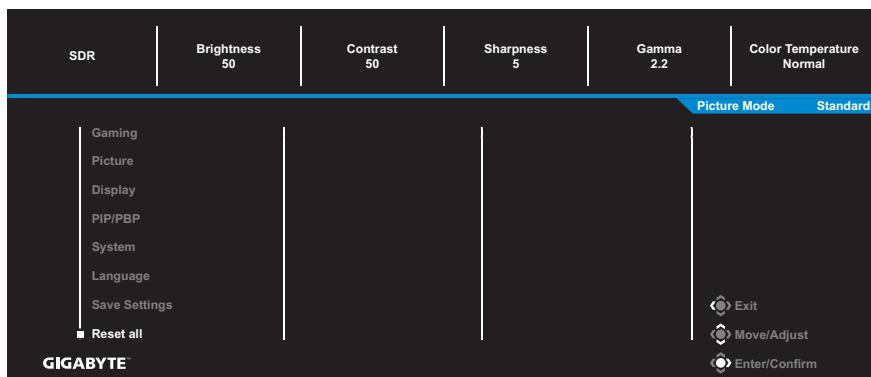 SDR
Brightness
50
Contrast
50
Sharpness
5
Gamma
2.2
Color Temperature
Normal
Picture Mode Standard
Gaming
Picture
Display
PIP/PBP
System
Language
Save Settings
Reset all
Exit
Move/Adjust
Enter/Confirm
GIGABYTE™